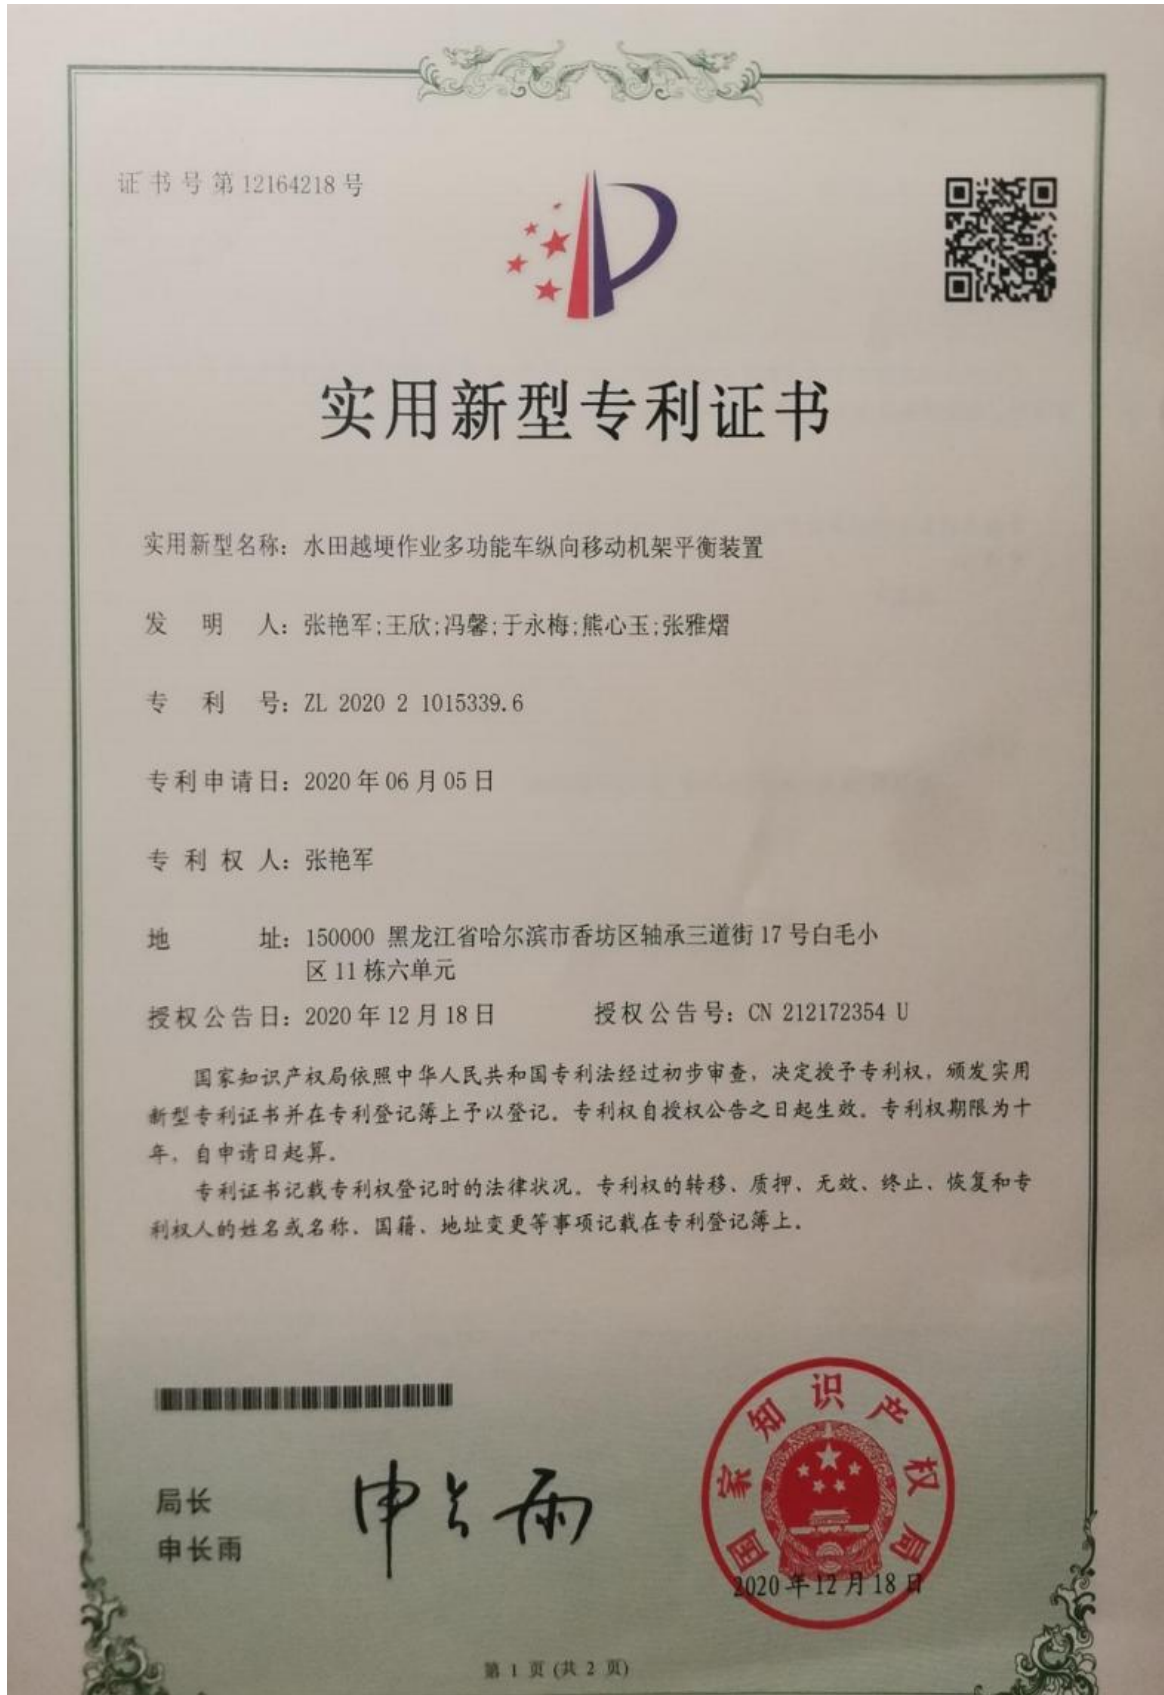 证书号第12164218号
实用新型专利证书
实用新型名称：水田越埂作业多功能车纵向移动机架平衡装置
发明人：张艳军;王欣;冯馨;于永梅;熊心玉;张雅熠
专利号：ZL 2020 2 1015339.6
专利申请日：2020年06月05日
专利权人：张艳军
地址：150000 黑龙江省哈尔滨市香坊区轴承三道街17号白毛小
区11栋六单元
授权公告日：2020年12月18日 授权公告号：CN 212172354 U
国家知识产权局依照中华人民共和国专利法经过初步审查，决定授予专利权，颁发实用
新型专利证书并在专利登记簿上予以登记。专利权自授权公告之日起生效。专利权期限为十
年，自申请日起算。
专利证书记载专利权登记时的法律状况。专利权的转移、质押、无效、终止、恢复和专
利权人的姓名或名称、国籍、地址变更等事项记载在专利登记簿上。
局长
申长雨
申长雨
国家知识产权局
2020年12月18日
第 1 页 (共 2 页)